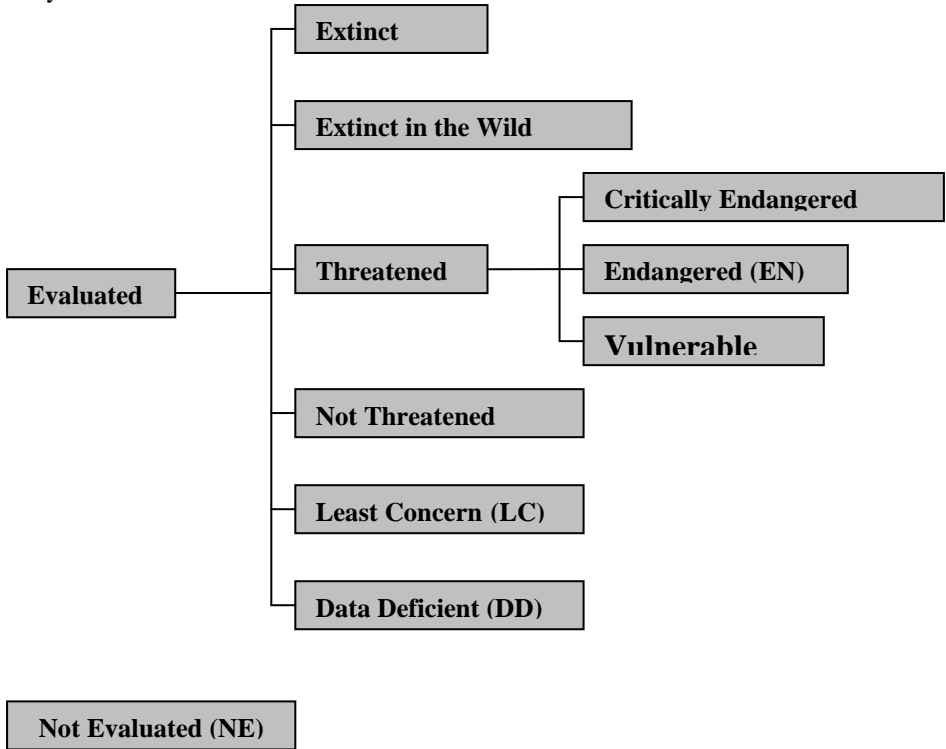 Extinct
Extinct in the Wild
Critically Endangered
Threatened
Endangered (EN)
Evaluated
Vulnerable
Not Threatened
Least Concern (LC)
Data Deficient (DD)
Not Evaluated (NE)